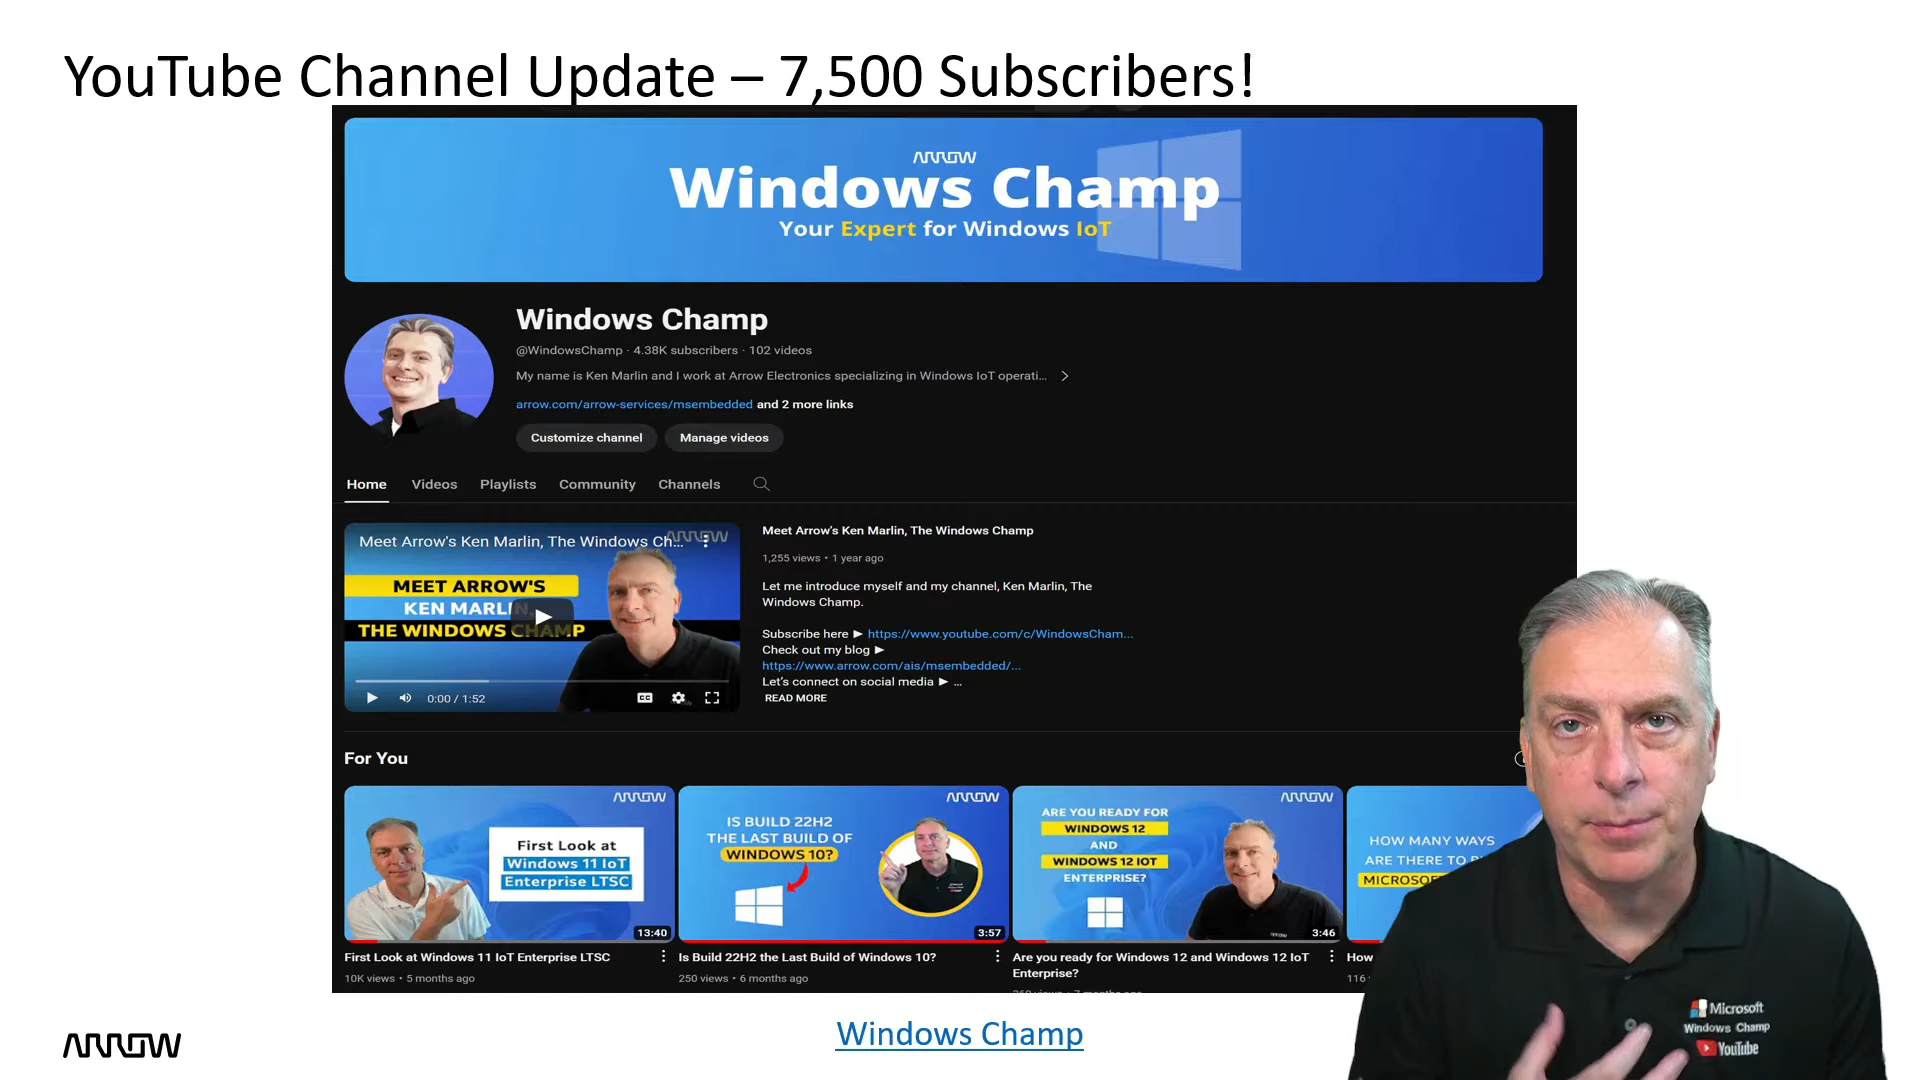 YouTube Channel Update – 7,500 Subscribers!
ARROW
Windows Champ
Your Expert for Windows IoT
Windows Champ
@WindowsChamp · 4.38K subscribers · 102 videos
My name is Ken Marlin and I work at Arrow Electronics specializing in Windows IoT operati...
arrow.com/arrow-services/msembedded and 2 more links
Customize channel
Manage videos
Home
Videos
Playlists
Community
Channels
Meet Arrow's Ken Marlin, The Windows Ch...
ARROW
MEET ARROW'S
KEN MARLIN,
THE WINDOWS CHAMP
0:00 / 1:52
CC
Meet Arrow's Ken Marlin, The Windows Champ
1,255 views • 1 year ago
Let me introduce myself and my channel, Ken Marlin, The
Windows Champ.
Subscribe here ► https://www.youtube.com/c/WindowsCham...
Check out my blog ►
https://www.arrow.com/ais/msembedded/...
Let's connect on social media ► ...
READ MORE
For You
ARROW
First Look at
Windows 11 IoT
Enterprise LTSC
13:40
First Look at Windows 11 IoT Enterprise LTSC
10K views • 5 months ago
ARROW
IS BUILD 22H2
THE LAST BUILD OF
WINDOWS 10?
3:57
Is Build 22H2 the Last Build of Windows 10?
250 views • 6 months ago
ARROW
ARE YOU READY FOR
WINDOWS 12
AND
WINDOWS 12 IOT
ENTERPRISE?
3:46
Are you ready for Windows 12 and Windows 12 IoT
Enterprise?
HOW MANY WAYS
ARE THERE TO
MICROSOF
How
116
ARROW
Windows Champ
Microsoft
Windows Champ
YouTube